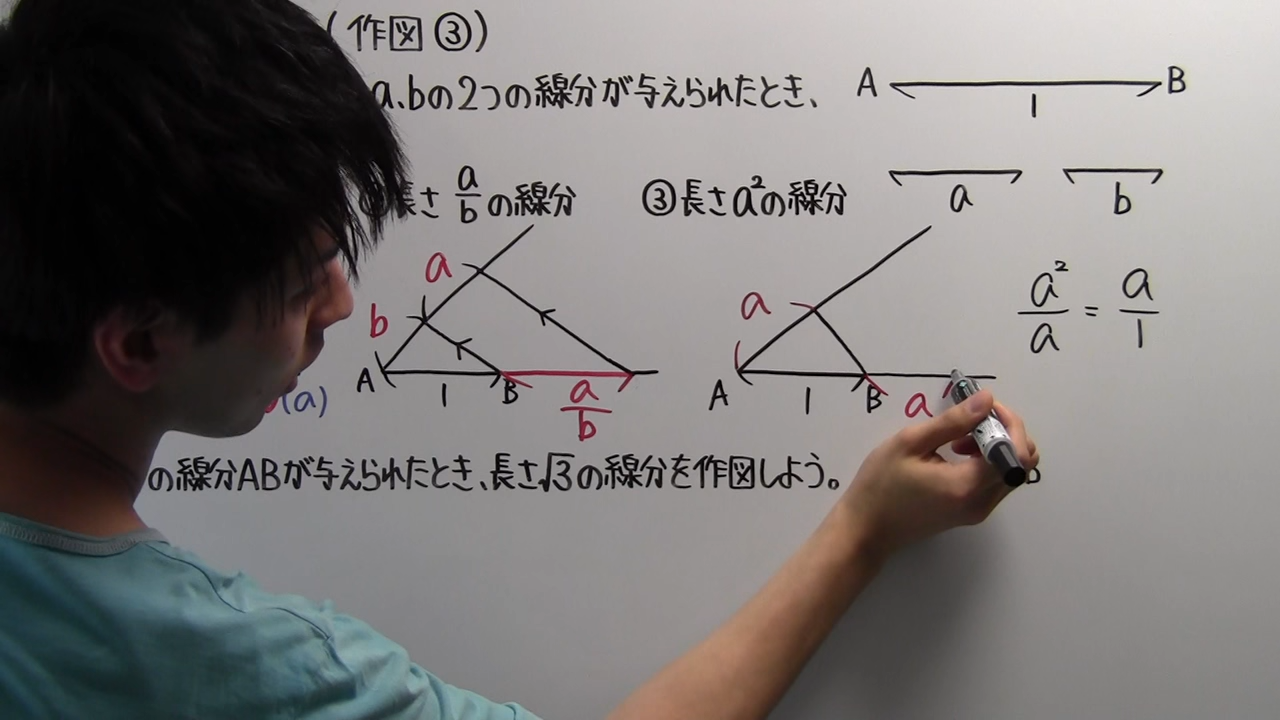 (作図③)
a、bの2つの線分が与えられたとき、
A B
1
長さ a/b の線分
③長さa²の線分
a b
a
b
A 1 B a/b
a
A 1 B a
a²/a = a/1
(a)
の線分ABが与えられたとき、長さ√3の線分を作図しよう。